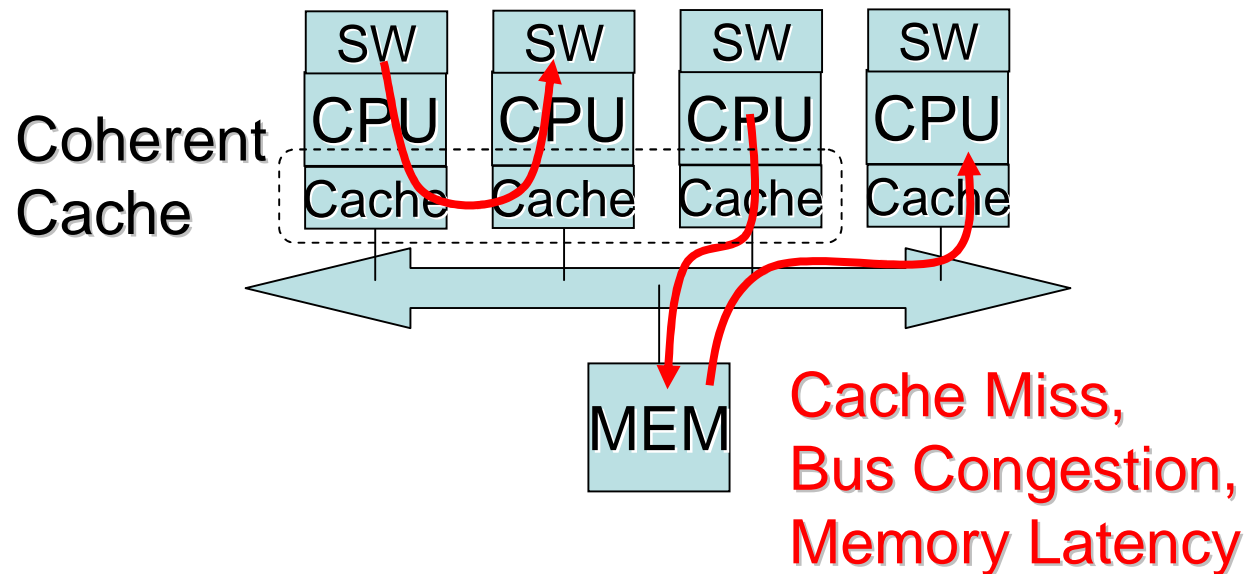 SW SW SW SW
CPU CPU CPU CPU
Coherent
Cache
Cache Cache Cache Cache
MEM
Cache Miss,
Bus Congestion,
Memory Latency